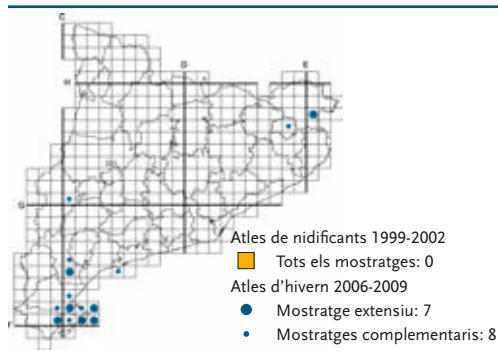 C
D
E
H
G
Atles de nidificants 1999-2002
Tots els mostratges: 0
Atles d'hivern 2006-2009
Mostratge extensiu: 7
Mostratges complementaris: 8